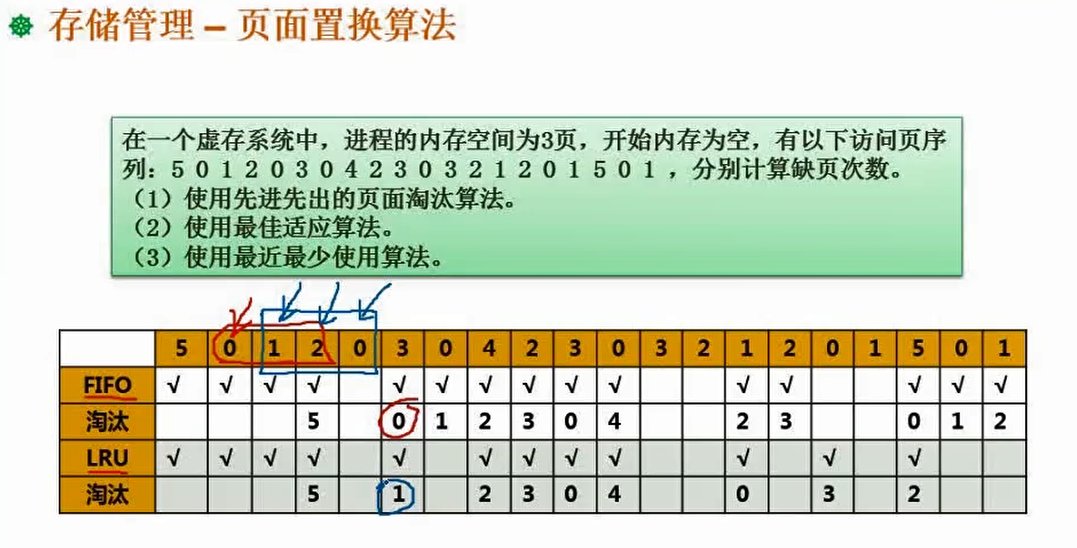 存储管理 – 页面置换算法
在一个虚存系统中，进程的内存空间为3页，开始内存为空，有以下访问页序
列：5 0 1 2 0 3 0 4 2 3 0 3 2 1 2 0 1 5 0 1 ，分别计算缺页次数。
（1）使用先进先出的页面淘汰算法。
（2）使用最佳适应算法。
（3）使用最近最少使用算法。
5 0 1 2 0 3 0 4 2 3 0 3 2 1 2 0 1 5 0 1
FIFO √ √ √ √ √ √ √ √ √ √ √ √ √ √ √
淘汰 5 0 1 2 3 0 4 2 3 0 1 2
LRU √ √ √ √ √ √ √ √ √ √ √ √
淘汰 5 1 2 3 0 4 0 3 2